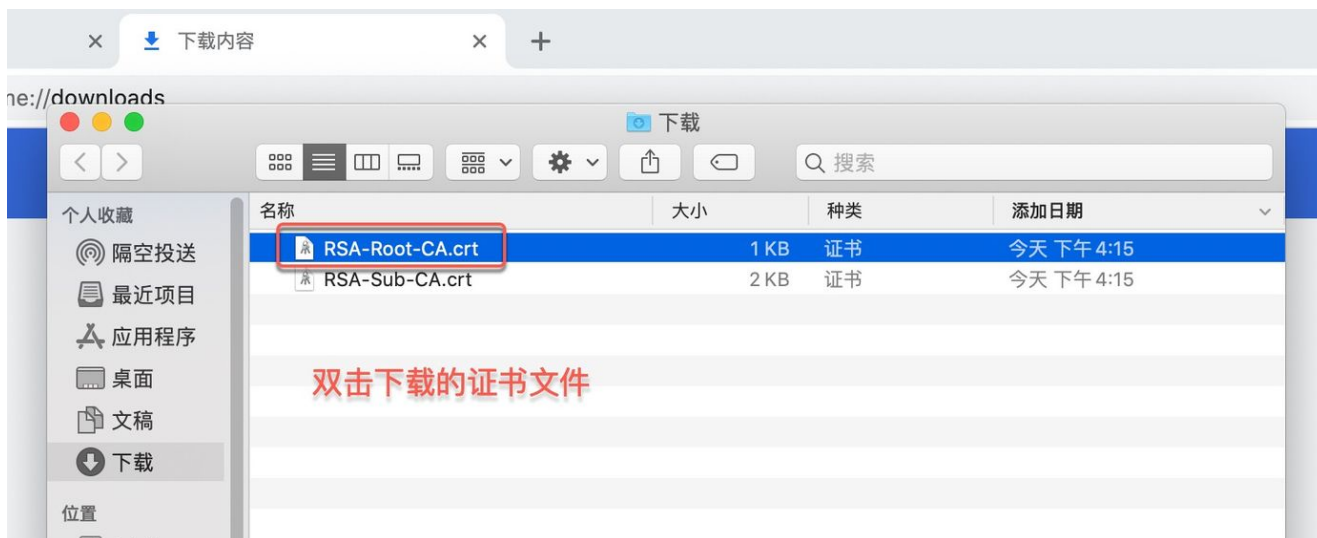 下载内容
ne://downloads
下载
搜索
个人收藏
隔空投送
最近项目
应用程序
桌面
文稿
下载
位置
名称 大小 种类 添加日期
RSA-Root-CA.crt 1 KB 证书 今天 下午 4:15
RSA-Sub-CA.crt 2 KB 证书 今天 下午 4:15
双击下载的证书文件